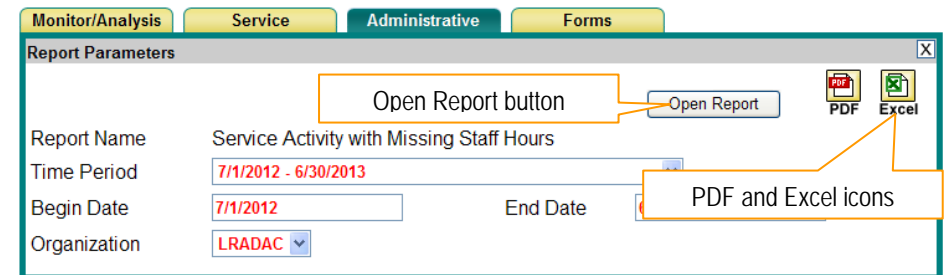 Monitor/Analysis Service Administrative Forms
Report Parameters X
Open Report button Open Report PDF PDF Excel
Report Name Service Activity with Missing Staff Hours
Time Period 7/1/2012 - 6/30/2013
PDF and Excel icons
Begin Date 7/1/2012 End Date
Organization LRADAC